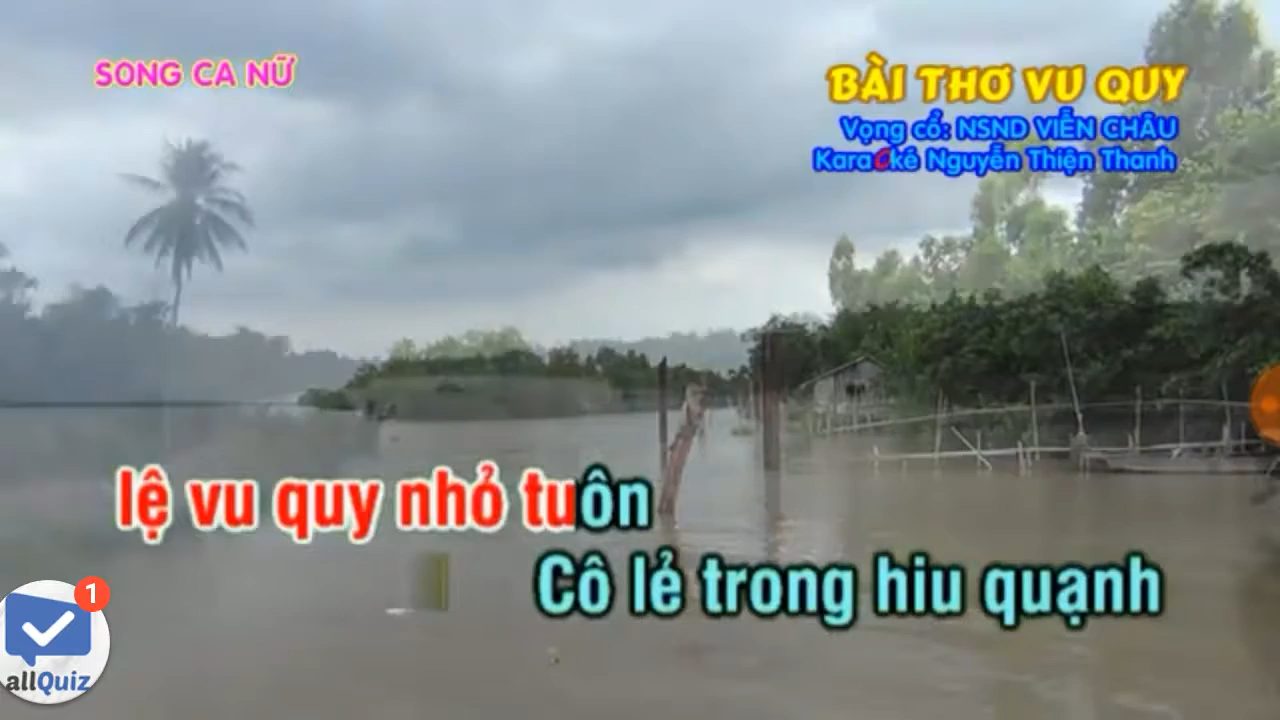 SONG CA NỮ
BÀI THƠ VU QUY
Vọng cổ: NSND VIỄN CHÂU
KaraOké Nguyễn Thiện Thanh
lệ vu quy nhỏ tuôn
Cô lẻ trong hiu quạnh
1
allQuiz